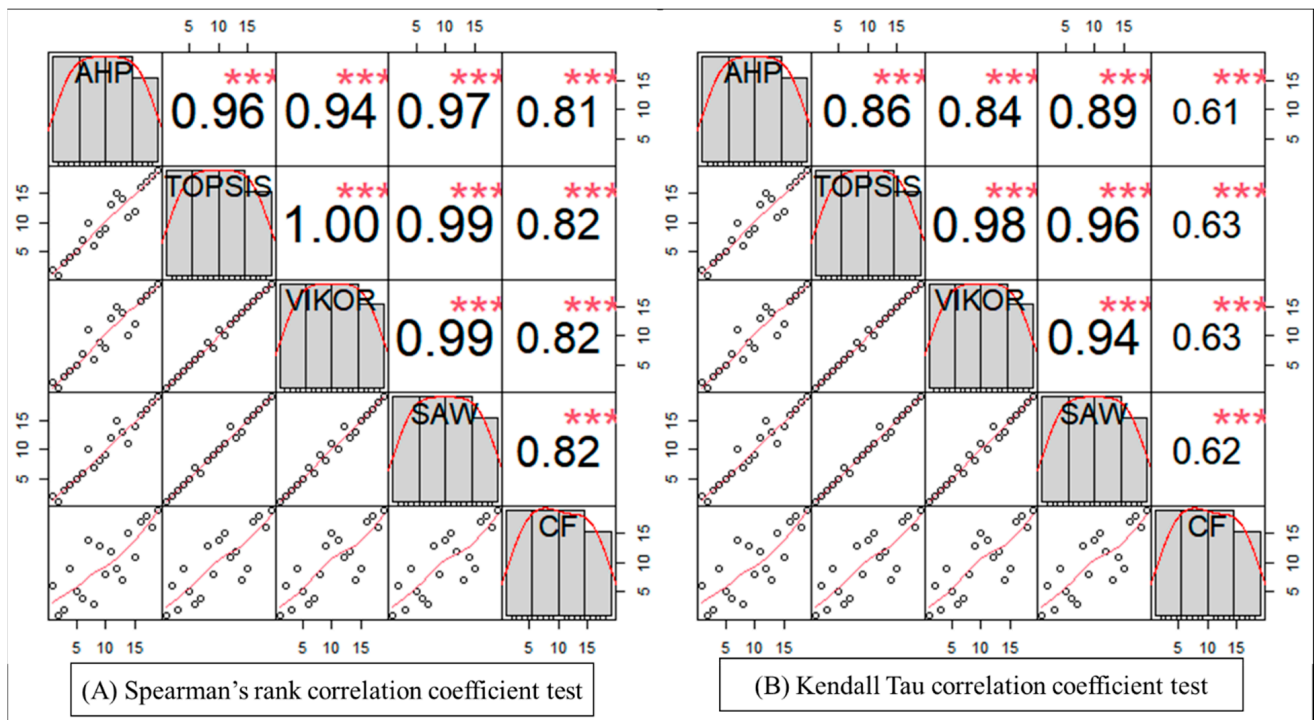 5 10 15 5 10 15
5 10 15 5 10 15
AHP *** 0.96 *** 0.94 *** 0.97 *** 0.81 5 10 15
AHP *** 0.86 *** 0.84 *** 0.89 *** 0.61 5 10 15
5 10 15 TOPSIS *** 1.00 *** 0.99 *** 0.82
5 10 15 TOPSIS *** 0.98 *** 0.96 *** 0.63
VIKOR *** 0.99 *** 0.82 5 10 15
VIKOR *** 0.94 *** 0.63 5 10 15
5 10 15 SAW *** 0.82
5 10 15 SAW *** 0.62
CF 5 10 15
CF 5 10 15
5 10 15 5 10 15 5 10 15
5 10 15 5 10 15 5 10 15
(A) Spearman's rank correlation coefficient test
(B) Kendall Tau correlation coefficient test